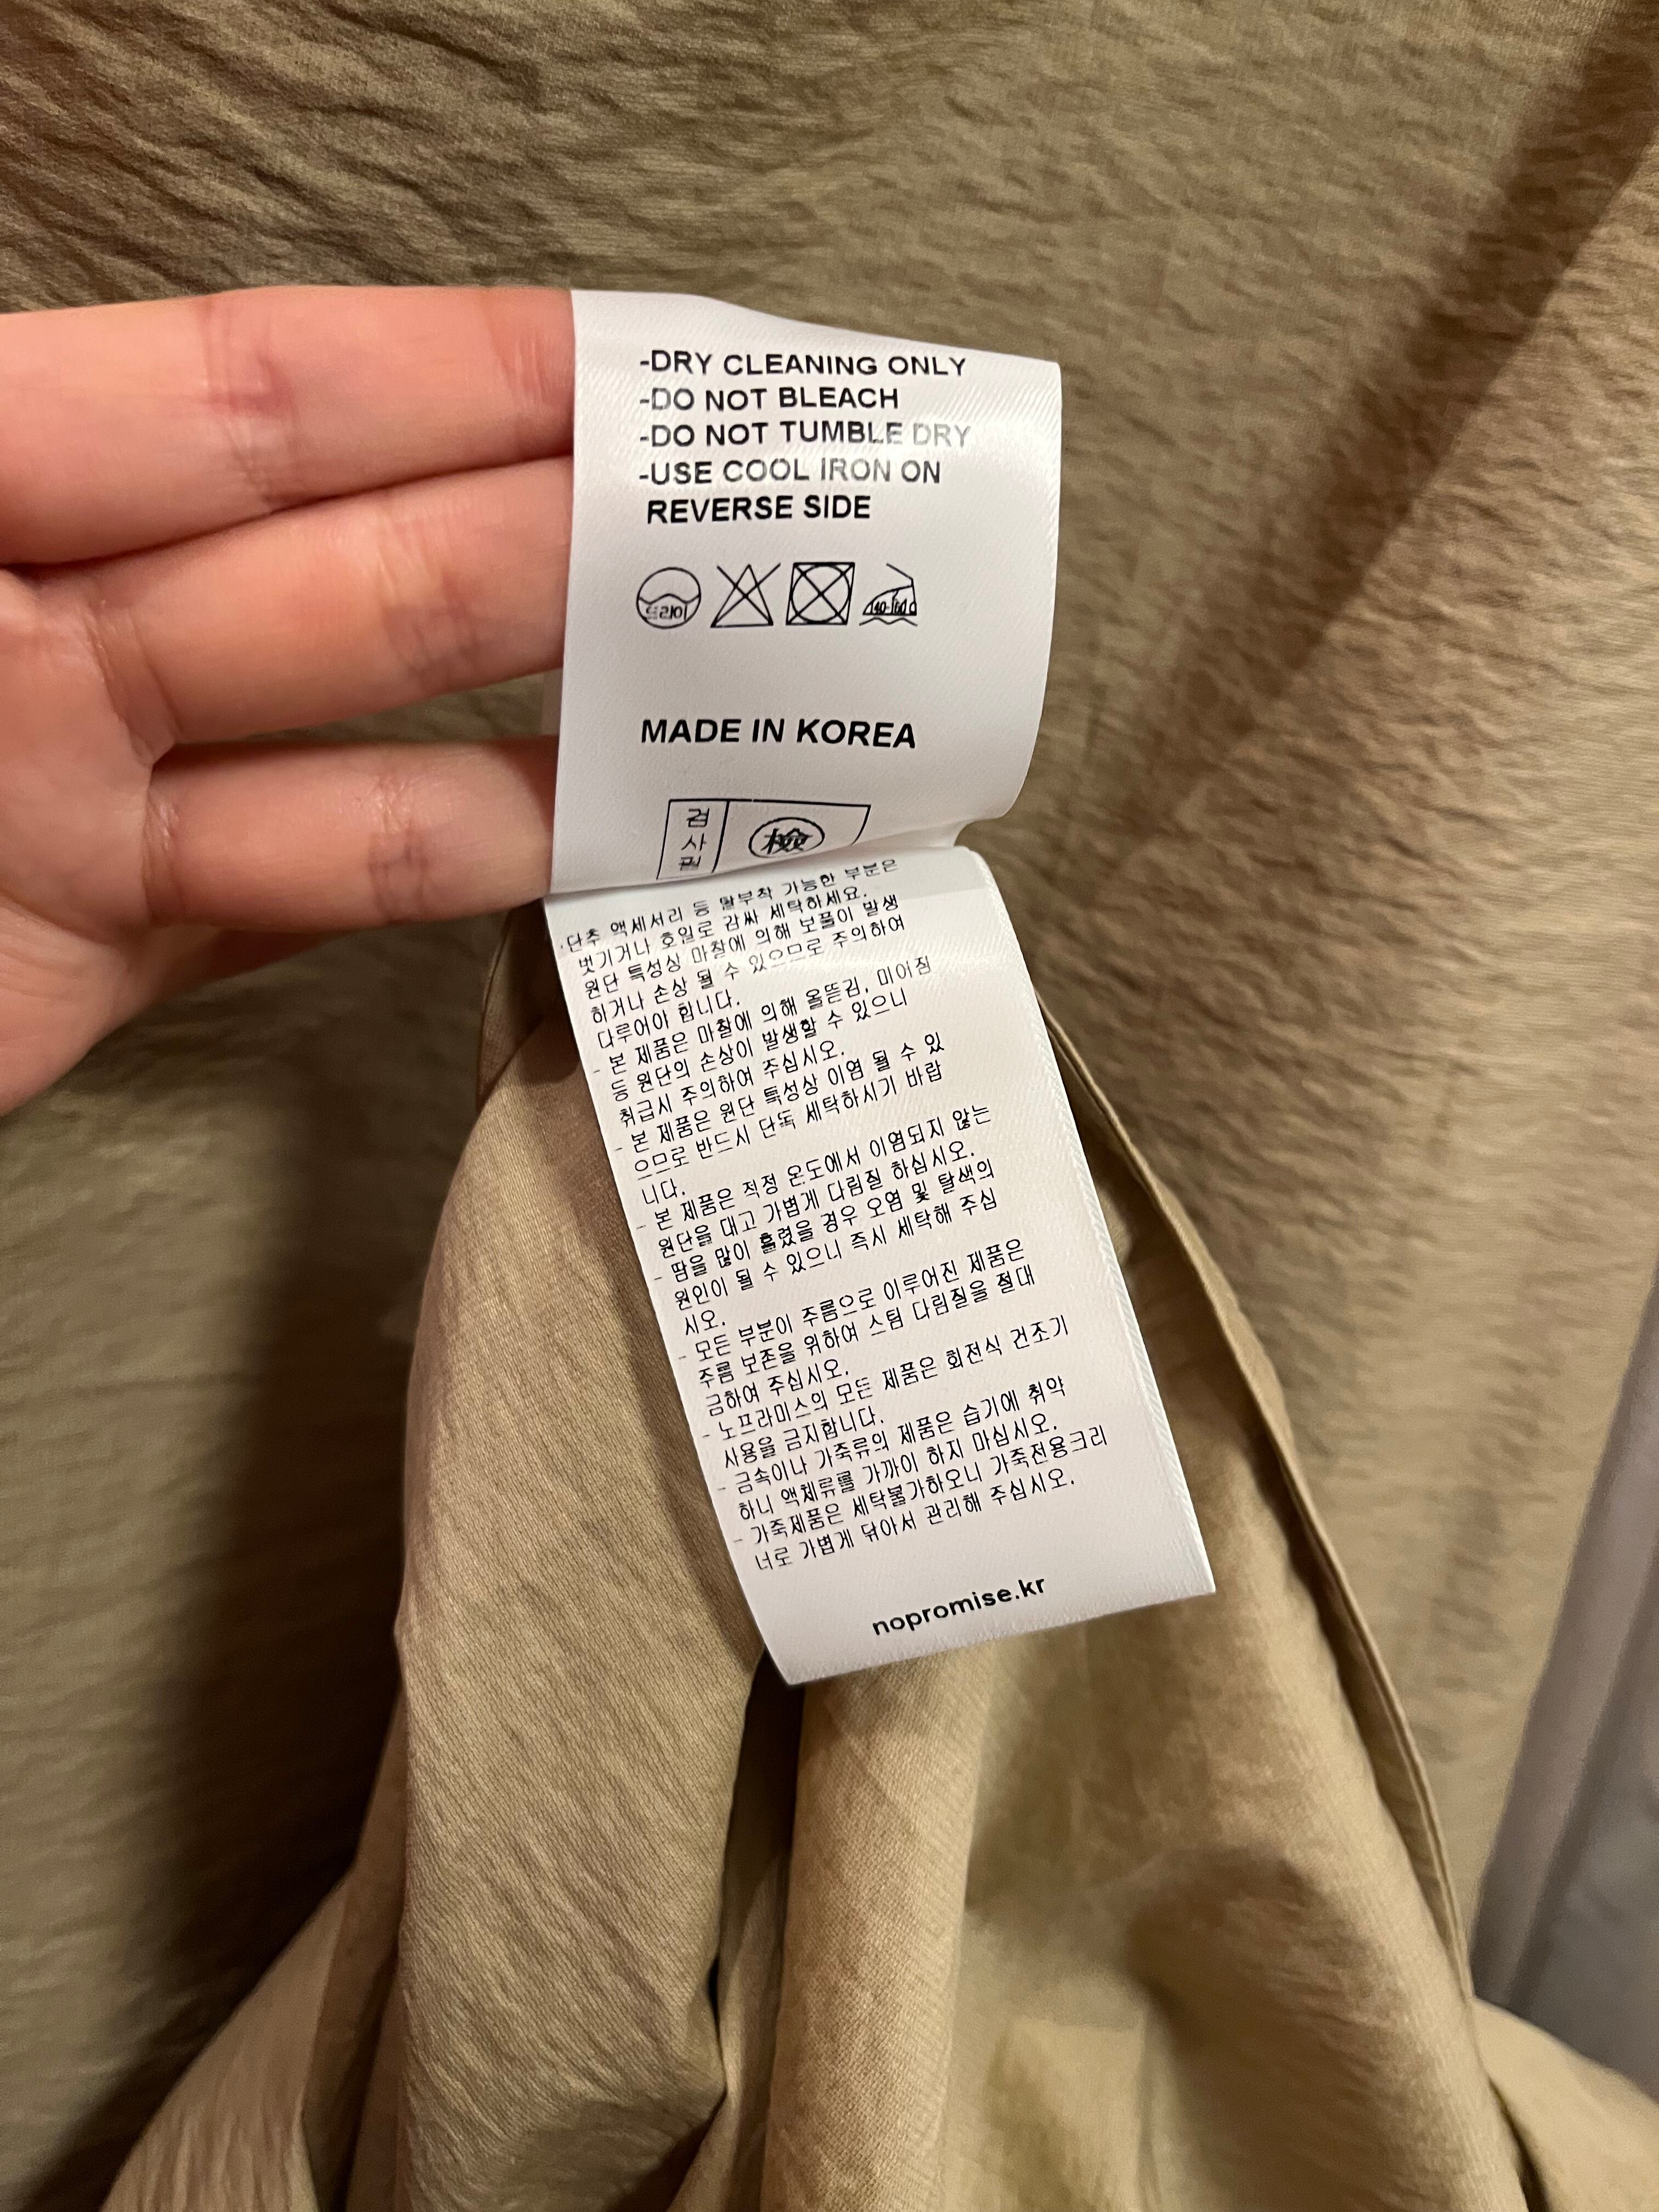 -DRY CLEANING ONLY
-DO NOT BLEACH
-DO NOT TUMBLE DRY
-USE COOL IRON ON
REVERSE SIDE
드라이
MADE IN KOREA
검
사
필
檢
단추 액세서리 등 탈부착 가능한 부분은
벗기거나 호일로 감싸 세탁하세요.
원단 특성상 마찰에 의해 보풀이 발생
하거나 손상 될 수 있으므로 주의하여
다루어야 합니다.
- 본 제품은 마찰에 의해 올뜯김, 미어짐
등 원단의 손상이 발생할 수 있으니
취급시 주의하여 주십시오.
- 본 제품은 원단 특성상 이염 될 수 있
으므로 반드시 단독 세탁하시기 바랍
니다.
- 본 제품은 적정 온도에서 이염되지 않는
원단을 대고 가볍게 다림질 하십시오.
- 땀을 많이 흘렸을 경우 오염 및 탈색의
원인이 될 수 있으니 즉시 세탁해 주십
시오.
- 모든 부분이 주름으로 이루어진 제품은
주름 보존을 위하여 스팀 다림질을 절대
금하여 주십시오.
- 노프라미스의 모든 제품은 회전식 건조기
사용을 금지합니다.
- 금속이나 가죽류의 제품은 습기에 취약
하니 액체류를 가까이 하지 마십시오.
- 가죽제품은 세탁불가하오니 가죽전용크리
너로 가볍게 닦아서 관리해 주십시오.
nopromise.kr